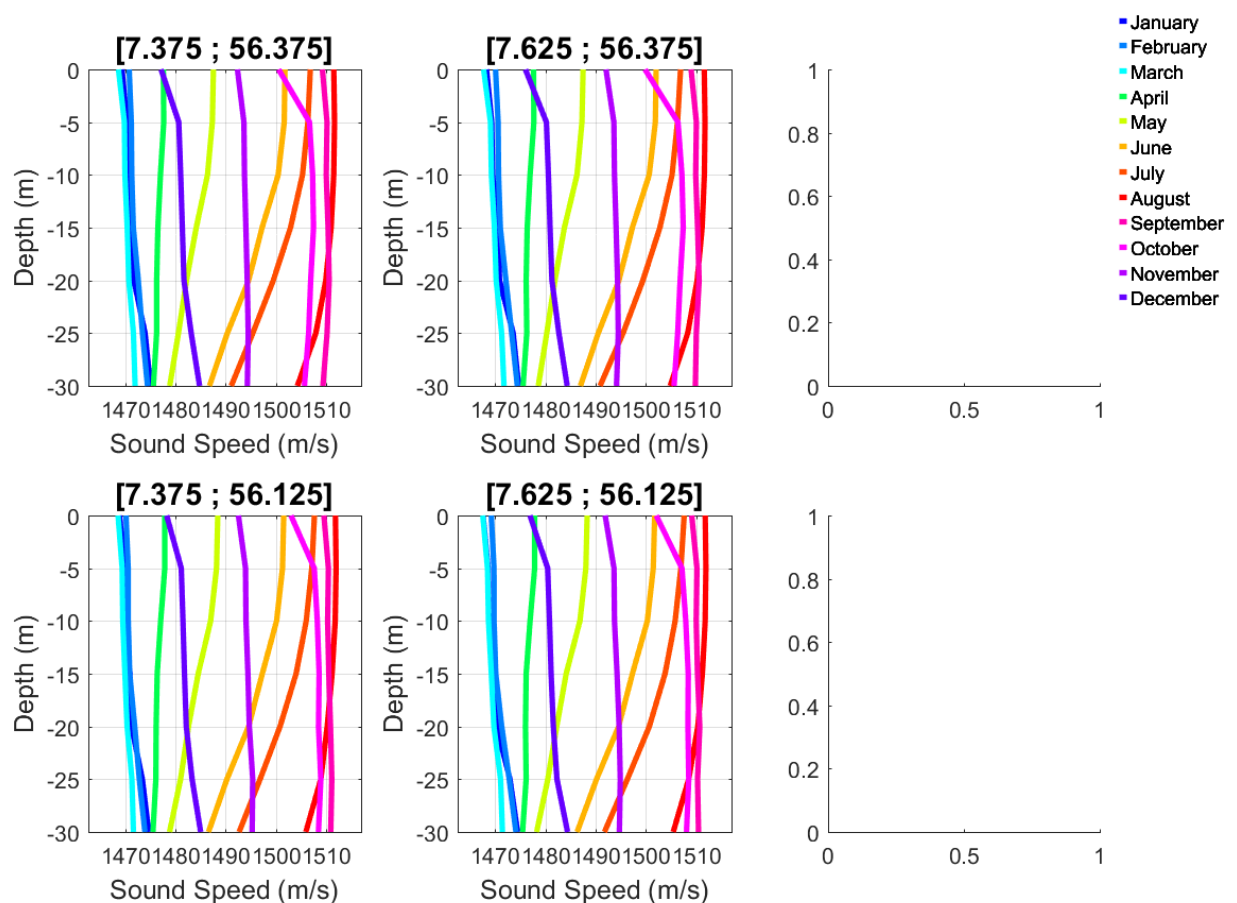 [7.375 ; 56.375]
0
-5
-10
-15
-20
-25
-30
Depth (m)
1470 1480 1490 1500 1510
Sound Speed (m/s)
[7.625 ; 56.375]
0
-5
-10
-15
-20
-25
-30
Depth (m)
1470 1480 1490 1500 1510
Sound Speed (m/s)
1
0.8
0.6
0.4
0.2
0
0 0.5 1
January
February
March
April
May
June
July
August
September
October
November
December
[7.375 ; 56.125]
0
-5
-10
-15
-20
-25
-30
Depth (m)
1470 1480 1490 1500 1510
Sound Speed (m/s)
[7.625 ; 56.125]
0
-5
-10
-15
-20
-25
-30
Depth (m)
1470 1480 1490 1500 1510
Sound Speed (m/s)
1
0.8
0.6
0.4
0.2
0
0 0.5 1